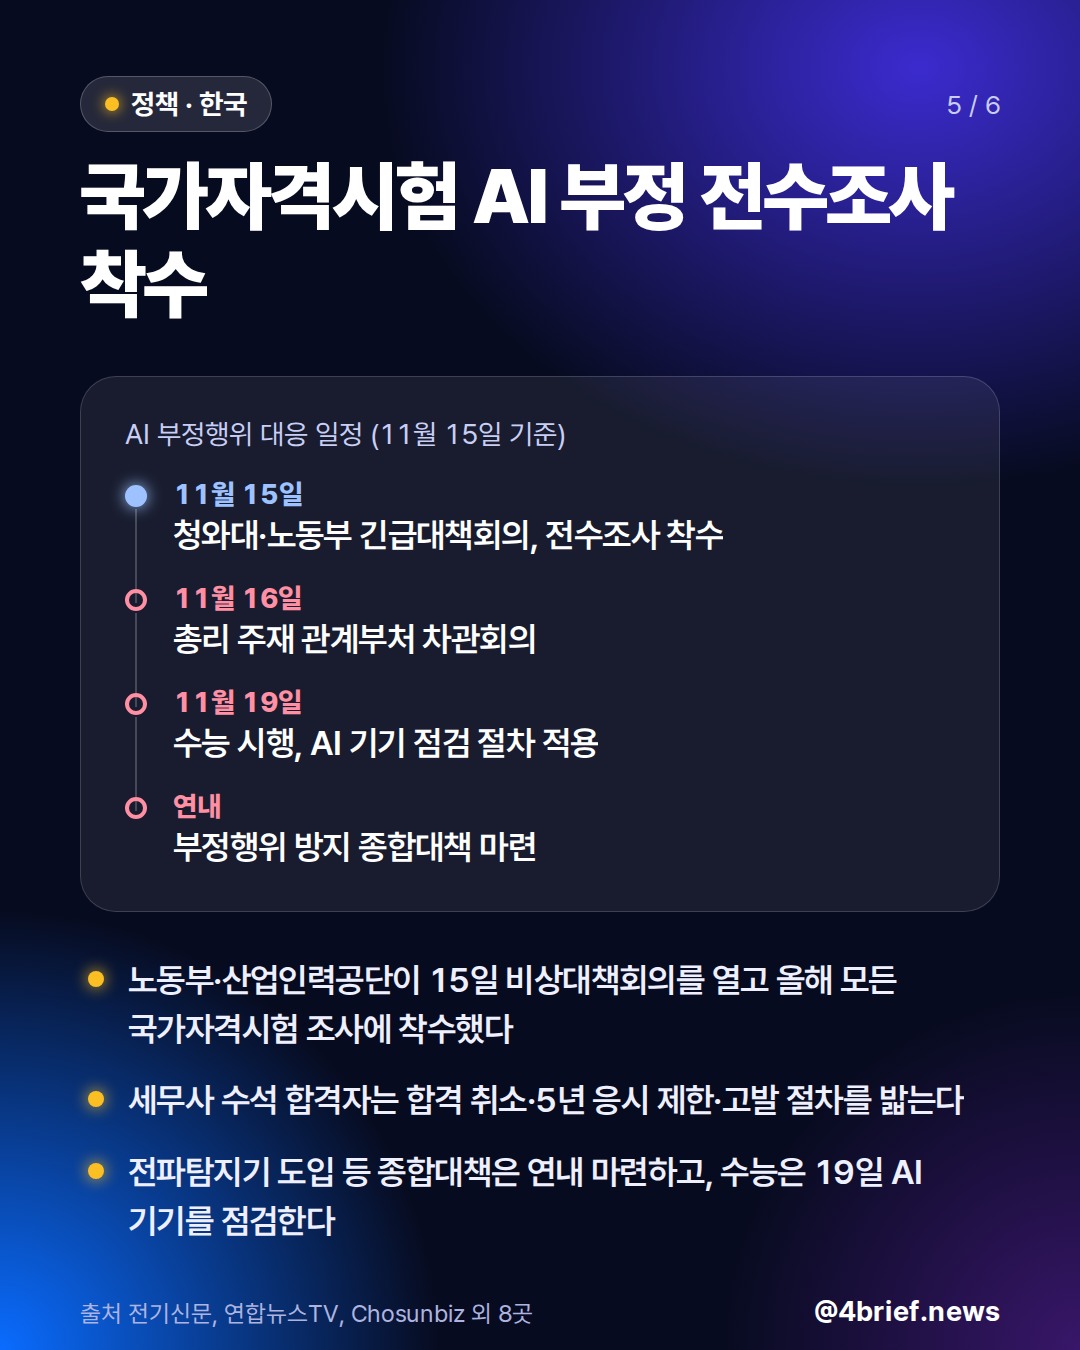 정책 · 한국
5 / 6
국가자격시험 AI 부정 전수조사
착수
AI 부정행위 대응 일정 (11월 15일 기준)
11월 15일
청와대·노동부 긴급대책회의, 전수조사 착수
11월 16일
총리 주재 관계부처 차관회의
11월 19일
수능 시행, AI 기기 점검 절차 적용
연내
부정행위 방지 종합대책 마련
노동부·산업인력공단이 15일 비상대책회의를 열고 올해 모든
국가자격시험 조사에 착수했다
세무사 수석 합격자는 합격 취소·5년 응시 제한·고발 절차를 밟는다
전파탐지기 도입 등 종합대책은 연내 마련하고, 수능은 19일 AI
기기를 점검한다
출처 전기신문, 연합뉴스TV, Chosunbiz 외 8곳
@4brief.news